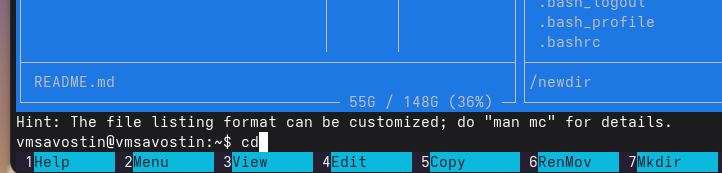 .bash_logout
.bash_profile
.bashrc
README.md
/newdir
55G / 148G (36%)
Hint: The file listing format can be customized; do "man mc" for details.
vmsavostin@vmsavostin:~$ cd
1Help 2Menu 3View 4Edit 5Copy 6RenMov 7Mkdir